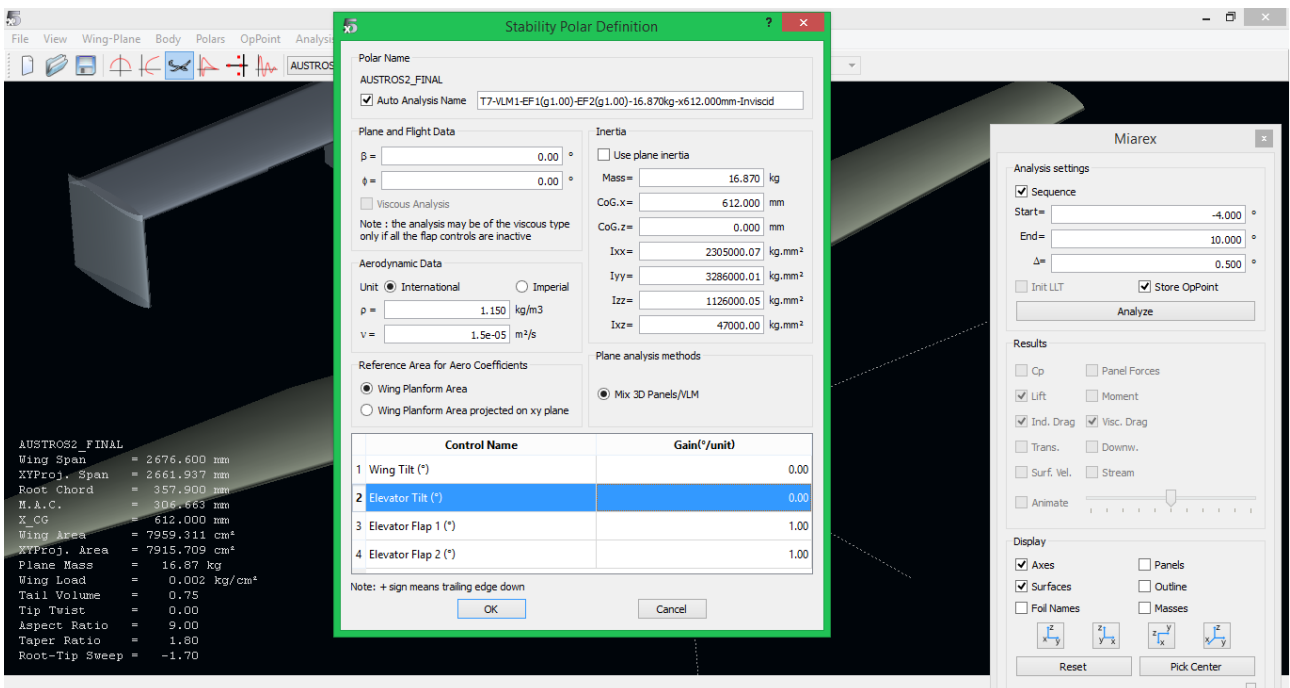 Stability Polar Definition
?
File View Wing-Plane Body Polars OpPoint Analysis
AUSTROS
Polar Name
AUSTROS2_FINAL
Auto Analysis Name T7-VLM1-EF1(g1.00)-EF2(g1.00)-16.870kg-x612.000mm-Inviscid
Plane and Flight Data
β = 0.00 °
ϕ = 0.00 °
Viscous Analysis
Note : the analysis may be of the viscous type
only if all the flap controls are inactive
Aerodynamic Data
Unit International Imperial
ρ = 1.150 kg/m3
ν = 1.5e-05 m²/s
Reference Area for Aero Coefficients
Wing Planform Area
Wing Planform Area projected on xy plane
Inertia
Use plane inertia
Mass= 16.870 kg
CoG.x= 612.000 mm
CoG.z= 0.000 mm
Ixx= 2305000.07 kg.mm²
Iyy= 3286000.01 kg.mm²
Izz= 1126000.05 kg.mm²
Ixz= 47000.00 kg.mm²
Plane analysis methods
Mix 3D Panels/VLM
Control Name Gain(°/unit)
1 Wing Tilt (°) 0.00
2 Elevator Tilt (°) 0.00
3 Elevator Flap 1 (°) 1.00
4 Elevator Flap 2 (°) 1.00
Note: + sign means trailing edge down
OK Cancel
AUSTROS2_FINAL
Wing Span = 2676.600 mm
XYProj. Span = 2661.937 mm
Root Chord = 357.900 mm
M.A.C. = 306.663 mm
X_CG = 612.000 mm
Wing Area = 7959.311 cm²
XYProj. Area = 7915.709 cm²
Plane Mass = 16.87 kg
Wing Load = 0.002 kg/cm²
Tail Volume = 0.75
Tip Twist = 0.00
Aspect Ratio = 9.00
Taper Ratio = 1.80
Root-Tip Sweep = -1.70
Miarex
Analysis settings
Sequence
Start= -4.000 °
End= 10.000 °
Δ= 0.500 °
Init LLT Store OpPoint
Analyze
Results
Cp Panel Forces
Lift Moment
Ind. Drag Visc. Drag
Trans. Downw.
Surf. Vel. Stream
Animate
Display
Axes Panels
Surfaces Outline
Foil Names Masses
z y z x z y x z x y
Reset Pick Center